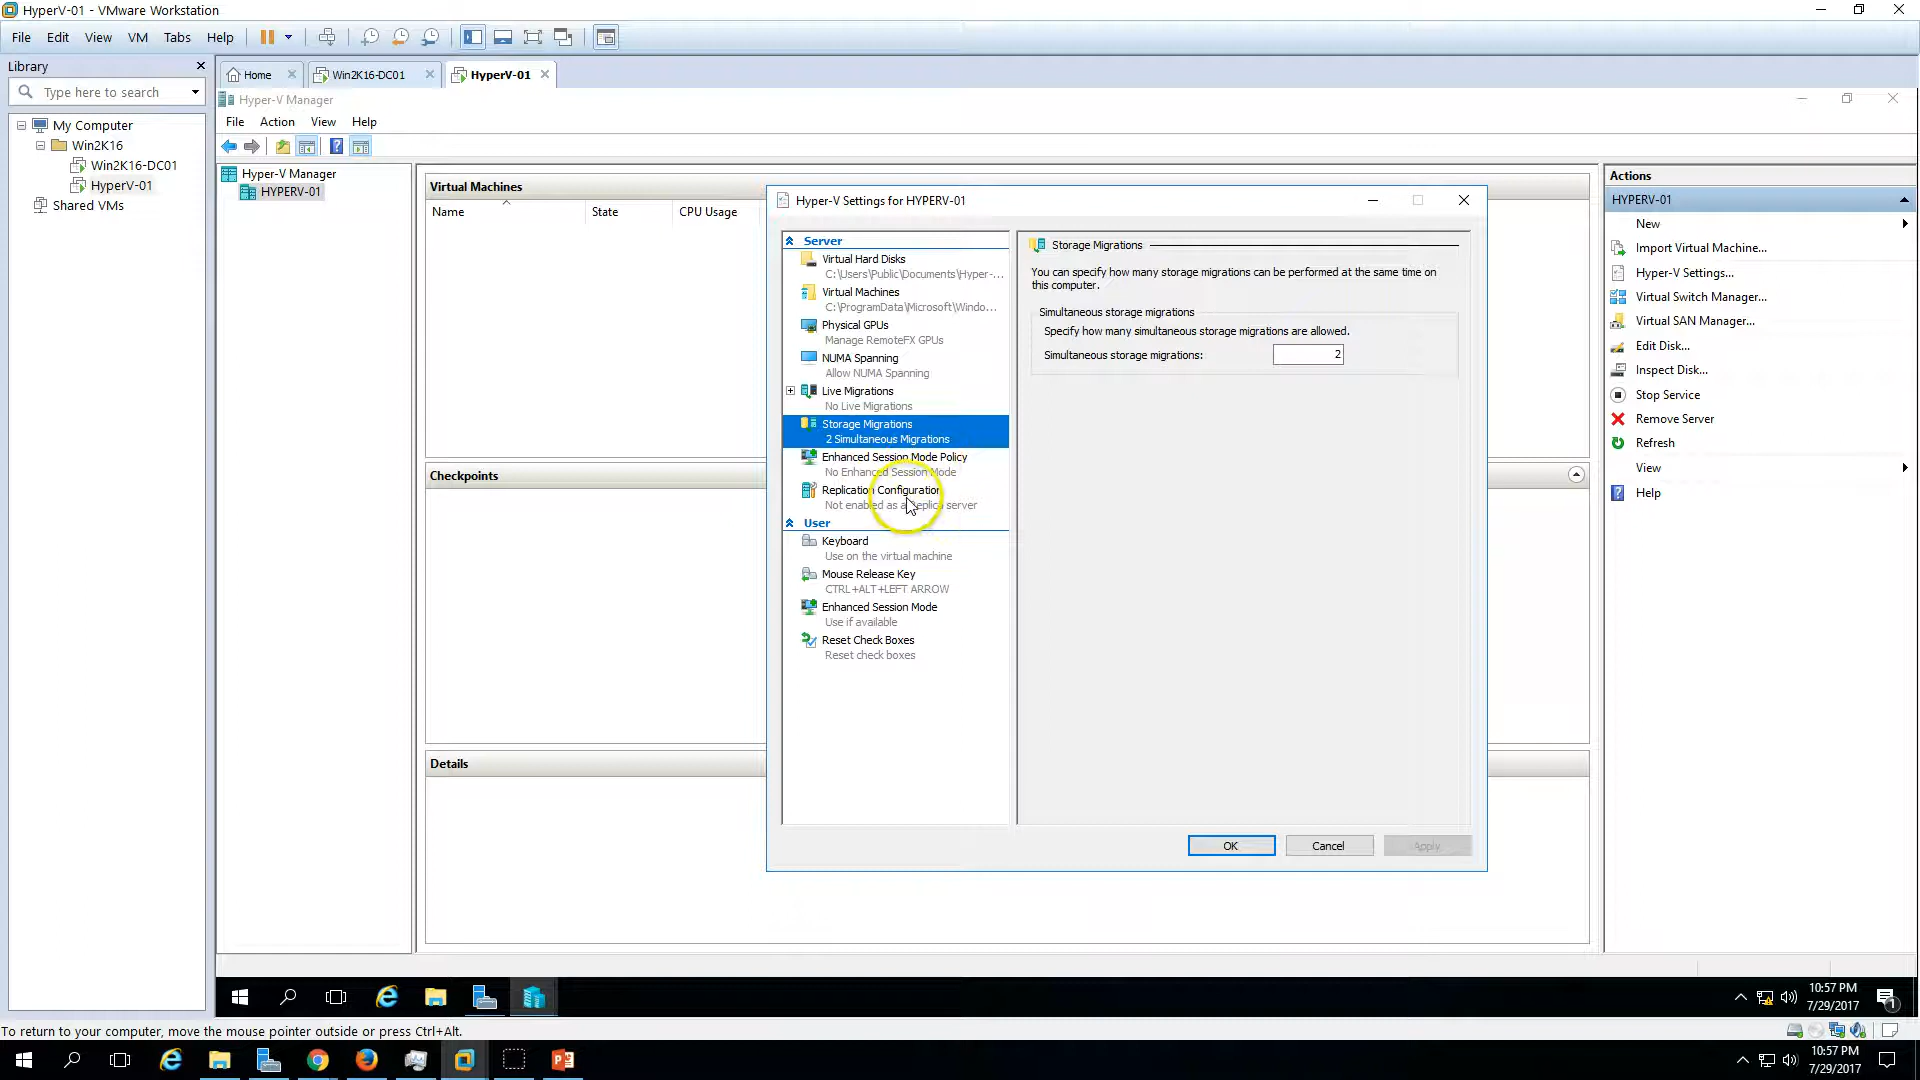 HyperV-01 - VMware Workstation
File Edit View VM Tabs Help
Library
Type here to search
My Computer
Win2K16
Win2K16-DC01
HyperV-01
Shared VMs
Home Win2K16-DC01 HyperV-01
Hyper-V Manager
File Action View Help
Hyper-V Manager
HYPERV-01
Virtual Machines
Name State CPU Usage
Checkpoints
Details
Hyper-V Settings for HYPERV-01
Server
Virtual Hard Disks
C:\Users\Public\Documents\Hyper-...
Virtual Machines
C:\ProgramData\Microsoft\Windo...
Physical GPUs
Manage RemoteFX GPUs
NUMA Spanning
Allow NUMA Spanning
Live Migrations
No Live Migrations
Storage Migrations
2 Simultaneous Migrations
Enhanced Session Mode Policy
No Enhanced Session Mode
Replication Configuration
Not enabled as a Replica server
User
Keyboard
Use on the virtual machine
Mouse Release Key
CTRL+ALT+LEFT ARROW
Enhanced Session Mode
Use if available
Reset Check Boxes
Reset check boxes
Storage Migrations
You can specify how many storage migrations can be performed at the same time on
this computer.
Simultaneous storage migrations
Specify how many simultaneous storage migrations are allowed.
Simultaneous storage migrations: 2
OK Cancel Apply
Actions
HYPERV-01
New
Import Virtual Machine...
Hyper-V Settings...
Virtual Switch Manager...
Virtual SAN Manager...
Edit Disk...
Inspect Disk...
Stop Service
Remove Server
Refresh
View
Help
10:57 PM
7/29/2017
1
To return to your computer, move the mouse pointer outside or press Ctrl+Alt.
10:57 PM
7/29/2017